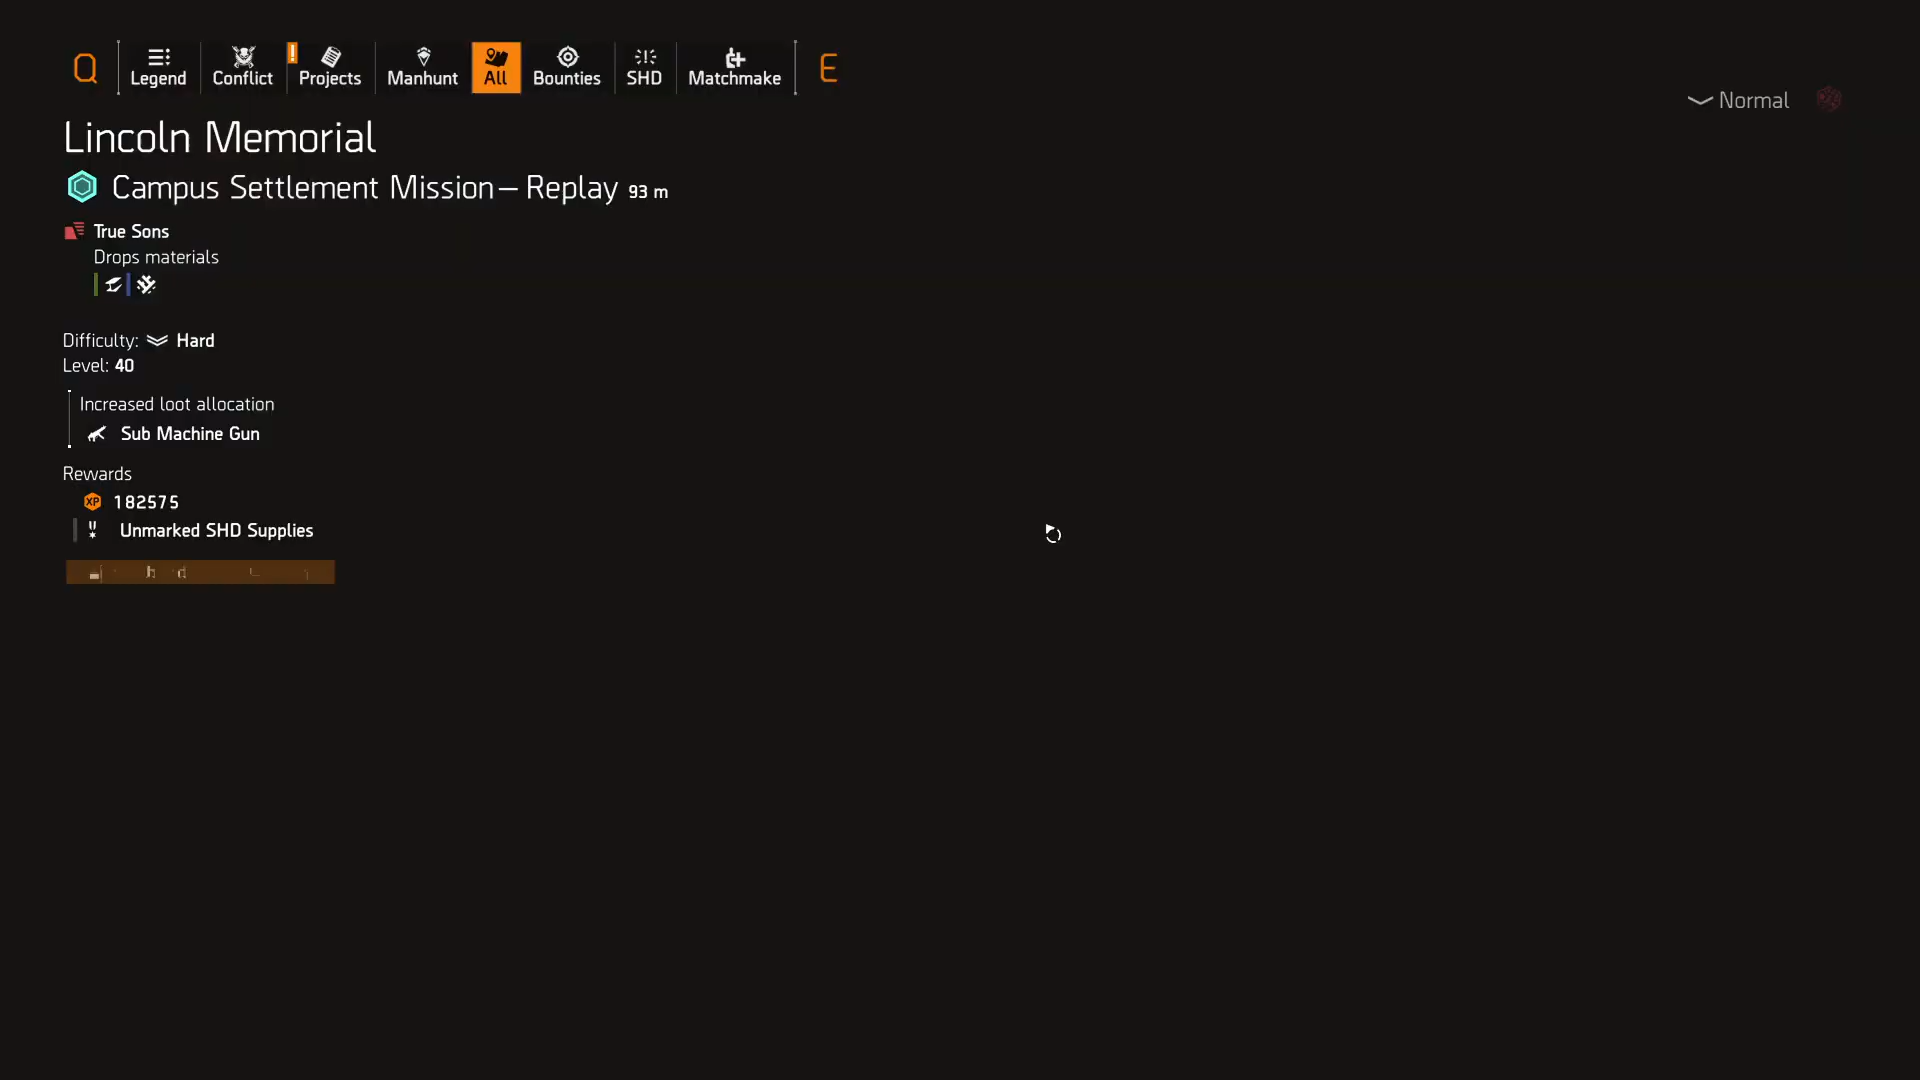 Q
Legend
Conflict
! Projects
Manhunt
All
Bounties
SHD
Matchmake
E
Normal
Lincoln Memorial
Campus Settlement Mission— Replay 93 m
True Sons
Drops materials
Difficulty: Hard
Level: 40
Increased loot allocation
Sub Machine Gun
Rewards
XP 182575
Unmarked SHD Supplies